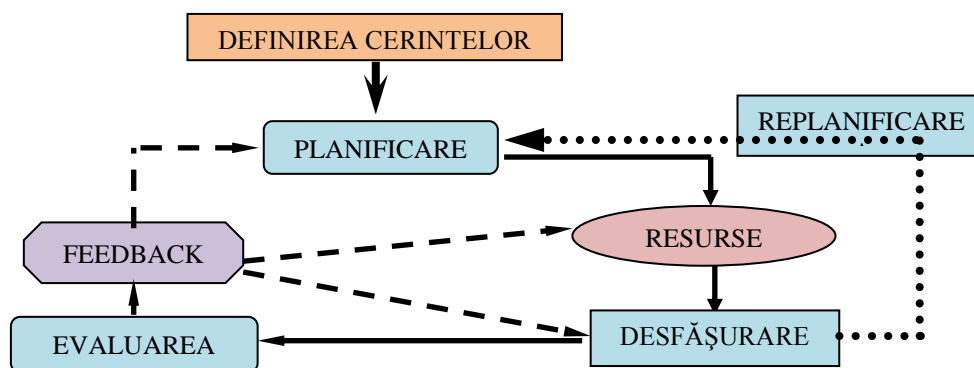 DEFINIREA CERINTELOR
REPLANIFICARE
PLANIFICARE
RESURSE
FEEDBACK
EVALUAREA
DESFĂŞURARE